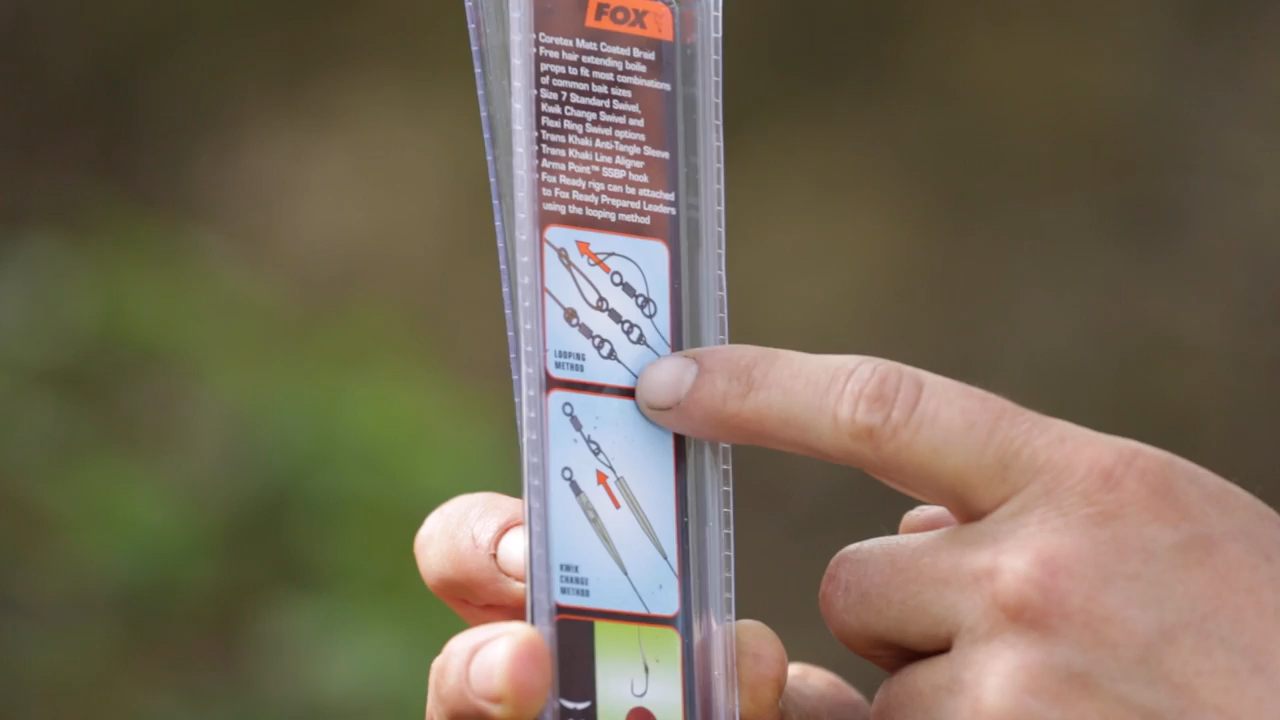 FOX
Coretex Matt Coated Braid
Free hair extending boilie
props to fit most combinations
of common bait sizes
Size 7 Standard Swivel,
Kwik Change Swivel and
Flexi Ring Swivel options
Trans Khaki Anti-Tangle Sleeve
Trans Khaki Line Aligner
Arma Point™ SSBP hook
Fox Ready rigs can be attached
to Fox Ready Prepared Leaders
using the looping method
LOOPING
METHOD
KWIK
CHANGE
METHOD